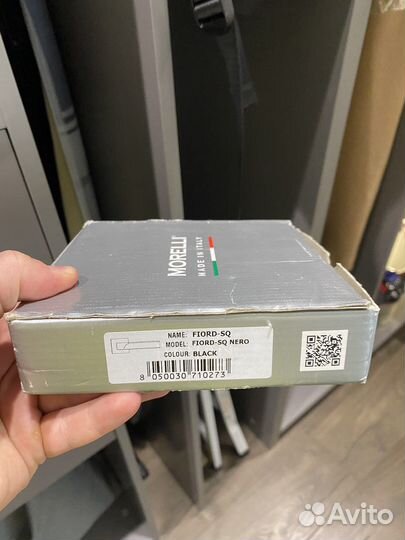 MORELLI
MADE IN ITALY
NAME: FIORD-SQ
MODEL: FIORD-SQ NERO
COLOUR: BLACK
8 050030 710273
Avito